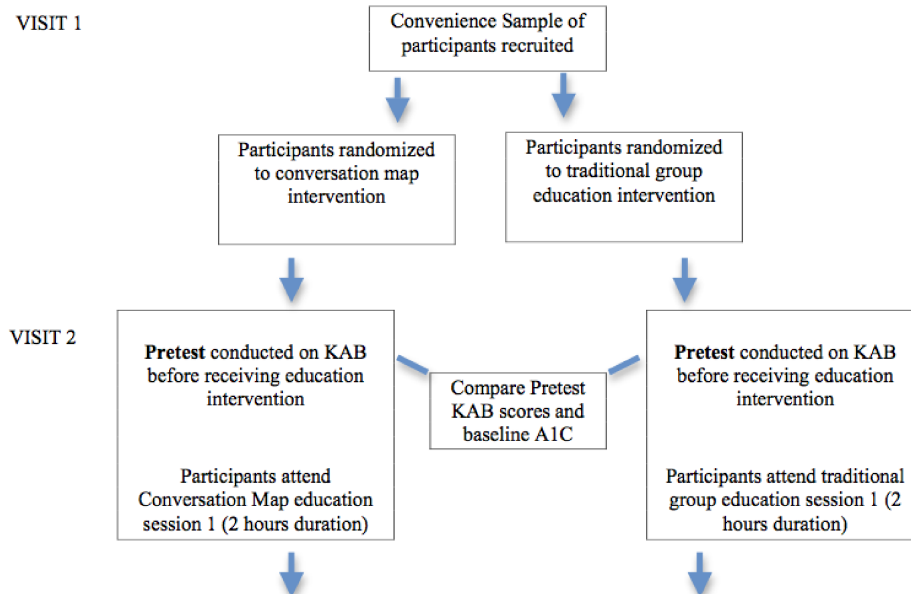 VISIT 1
Convenience Sample of
participants recruited
Participants randomized
to conversation map
intervention
Participants randomized
to traditional group
education intervention
VISIT 2
Pretest conducted on KAB
before receiving education
intervention
Participants attend
Conversation Map education
session 1 (2 hours duration)
Compare Pretest
KAB scores and
baseline A1C
Pretest conducted on KAB
before receiving education
intervention
Participants attend traditional
group education session 1 (2
hours duration)